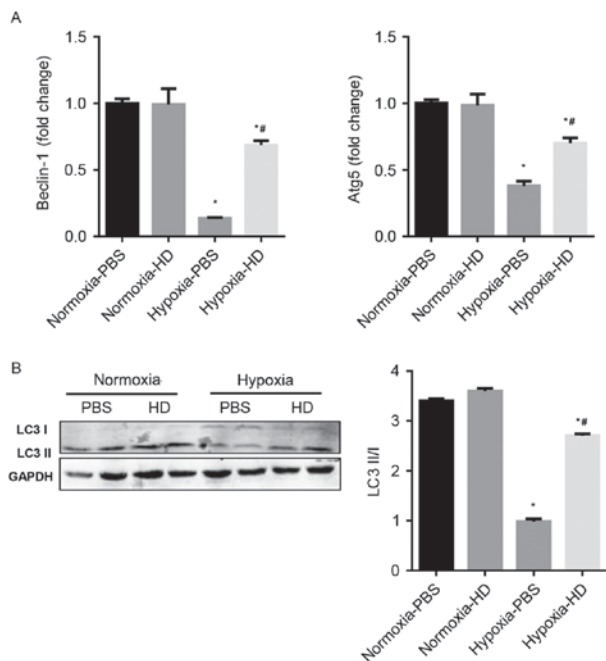 A
1.5
1.0
0.5
0.0
Beclin-1 (fold change)
*
*#
Normoxia-PBS
Normoxia-HD
Hypoxia-PBS
Hypoxia-HD
1.5
1.0
0.5
0.0
Atg5 (fold change)
*
*#
Normoxia-PBS
Normoxia-HD
Hypoxia-PBS
Hypoxia-HD
B
Normoxia Hypoxia
PBS HD PBS HD
LC3 I
LC3 II
GAPDH
4
3
2
1
0
LC3 II/I
*
*#
Normoxia-PBS
Normoxia-HD
Hypoxia-PBS
Hypoxia-HD